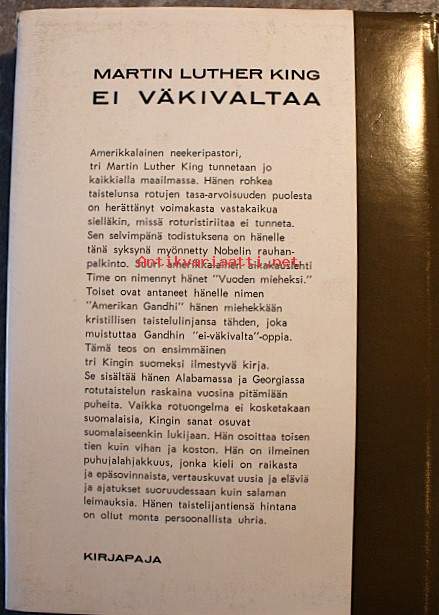 MARTIN LUTHER KING
EI VÄKIVALTAA
Amerikkalainen neekeripastori,
tri Martin Luther King tunnetaan jo
kaikkialla maailmassa. Hänen rohkea
taistelunsa rotujen tasa-arvoisuuden puolesta
on herättänyt voimakasta vastakaikua
sielläkin, missä roturistiriitaa ei tunneta.
Sen selvimpänä todistuksena on hänelle
tänä syksynä myönnetty Nobelin rauhan-
palkinto. Suuri amerikkalainen aikakauslehti
Antikvariaatti.net
Time on nimennyt hänet "Vuoden mieheksi."
Toiset ovat antaneet hänelle nimen
"Amerikan Gandhi" hänen miehekkään
kristillisen taistelulinjansa tähden, joka
muistuttaa Gandhin "ei-väkivalta"-oppia.
Tämä teos on ensimmäinen
tri Kingin suomeksi ilmestyvä kirja.
Se sisältää hänen Alabamassa ja Georgiassa
rotutaistelun raskaina vuosina pitämiään
puheita. Vaikka rotuongelma ei kosketakaan
suomalaisia, Kingin sanat osuvat
suomalaiseenkin lukijaan. Hän osoittaa toisen
tien kuin vihan ja koston. Hän on ilmeinen
puhujalahjakkuus, jonka kieli on raikasta
ja epäsovinnaista, vertauskuvat uusia ja eläviä
ja ajatukset suoruudessaan kuin salaman
leimauksia. Hänen taistelijantiensä hintana
on ollut monta persoonallista uhria.
KIRJAPAJA